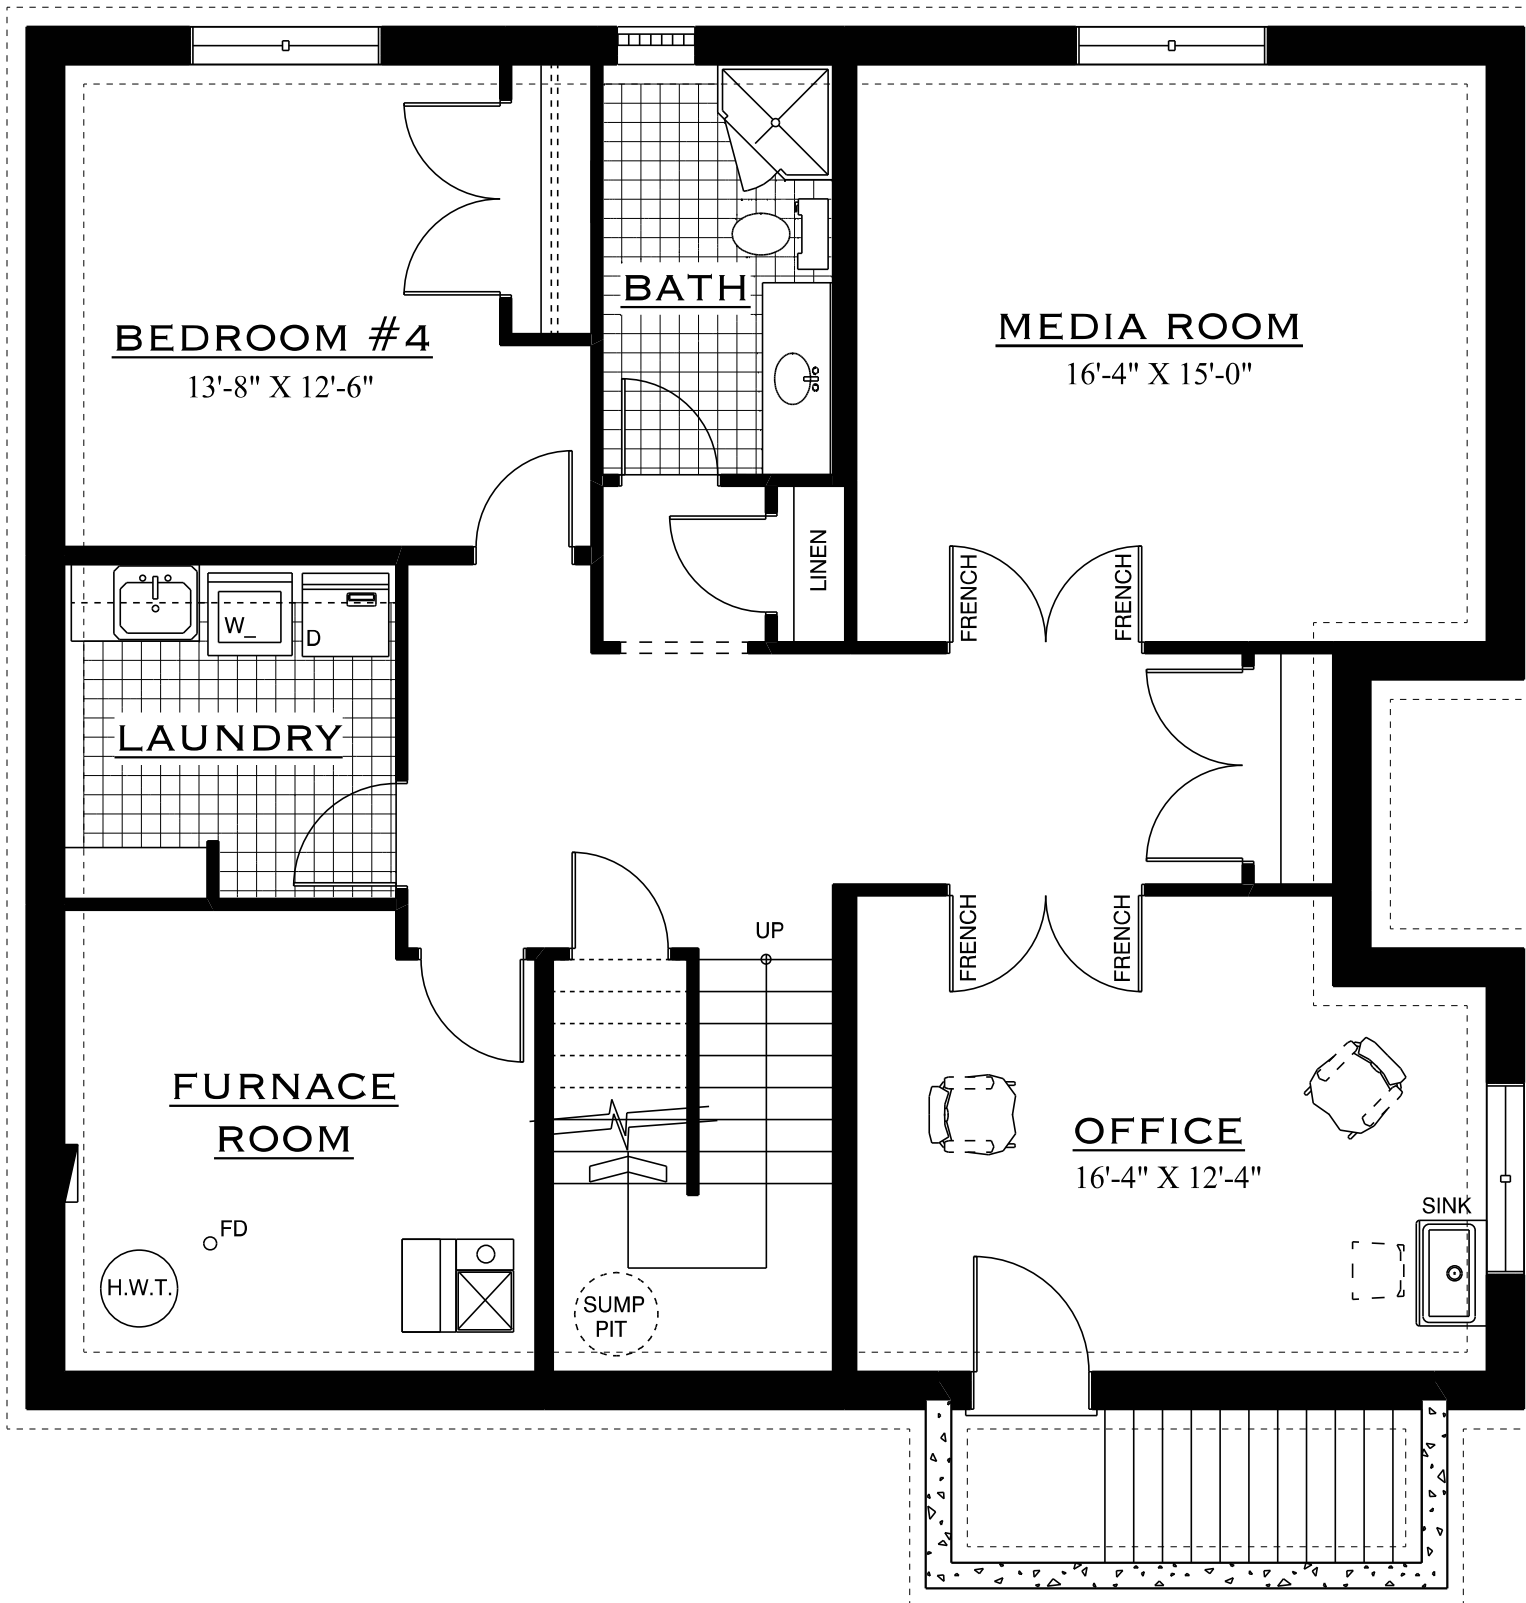 BATH
BEDROOM #4
13'-8" X 12'-6"
MEDIA ROOM
16'-4" X 15'-0"
LINEN
FRENCH
FRENCH
W_
D
LAUNDRY
UP
FRENCH
FRENCH
FURNACE
ROOM
OFFICE
16'-4" X 12'-4"
SINK
FD
H.W.T.
SUMP
PIT